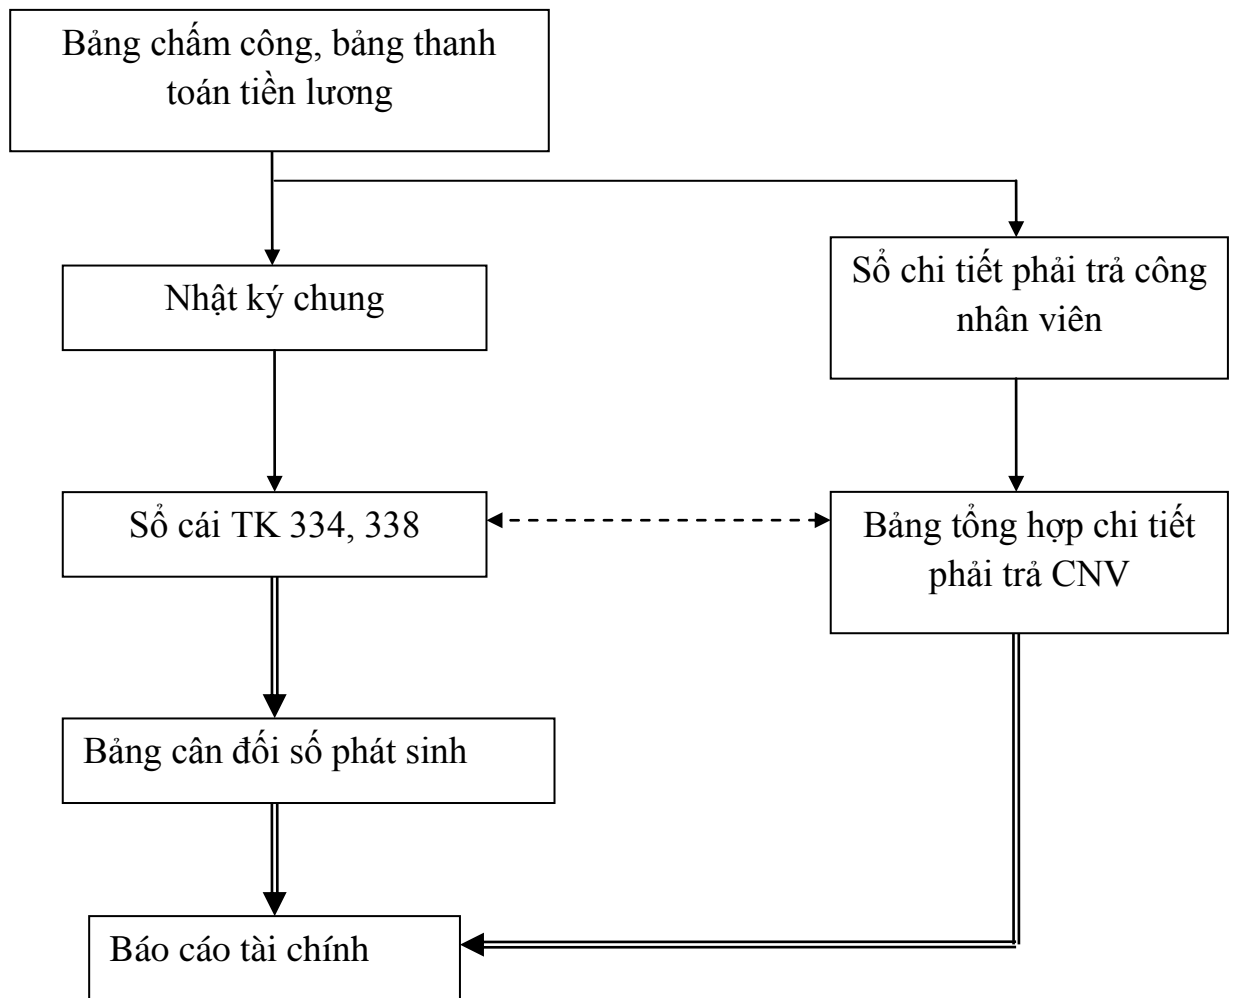 Bảng chấm công, bảng thanh
toán tiền lương
Nhật ký chung
Sổ chi tiết phải trả công
nhân viên
Sổ cái TK 334, 338
Bảng tổng hợp chi tiết
phải trả CNV
Bảng cân đối số phát sinh
Báo cáo tài chính